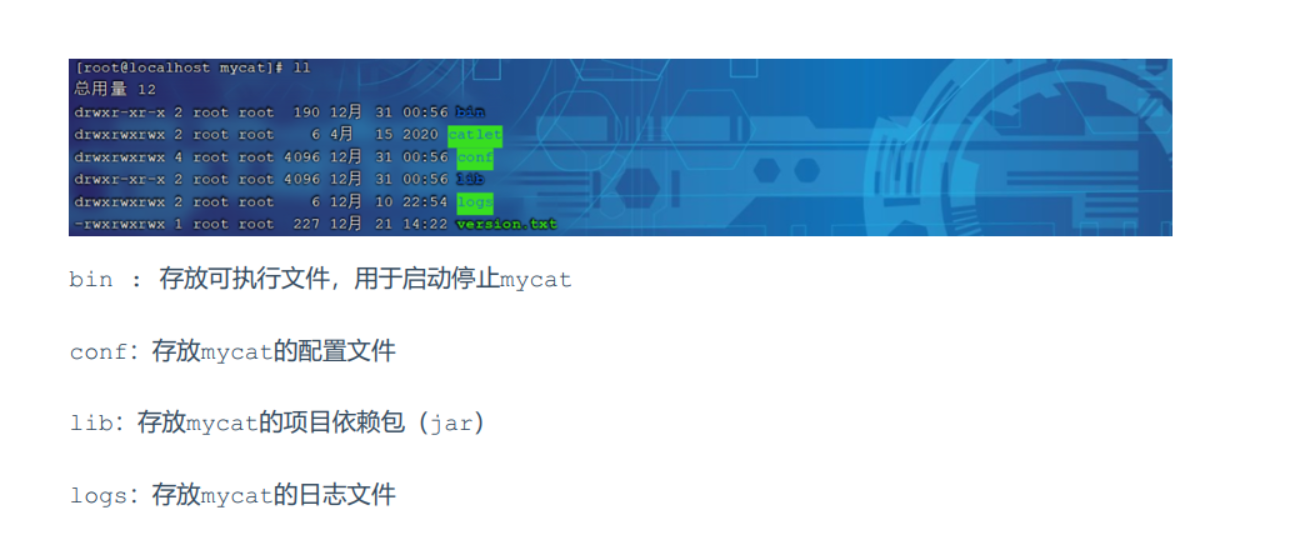 [root@localhost mycat]# ll
总用量 12
drwxr-xr-x 2 root root  190 12月  31 00:56 bin
drwxrwxrwx 2 root root    6 4月   15 2020 catlet
drwxrwxrwx 4 root root 4096 12月  31 00:56 conf
drwxr-xr-x 2 root root 4096 12月  31 00:56 lib
drwxrwxrwx 2 root root    6 12月  10 22:54 logs
-rwxrwxrwx 1 root root  227 12月  21 14:22 version.txt
bin : 存放可执行文件，用于启动停止mycat
conf：存放mycat的配置文件
lib：存放mycat的项目依赖包（jar）
logs：存放mycat的日志文件